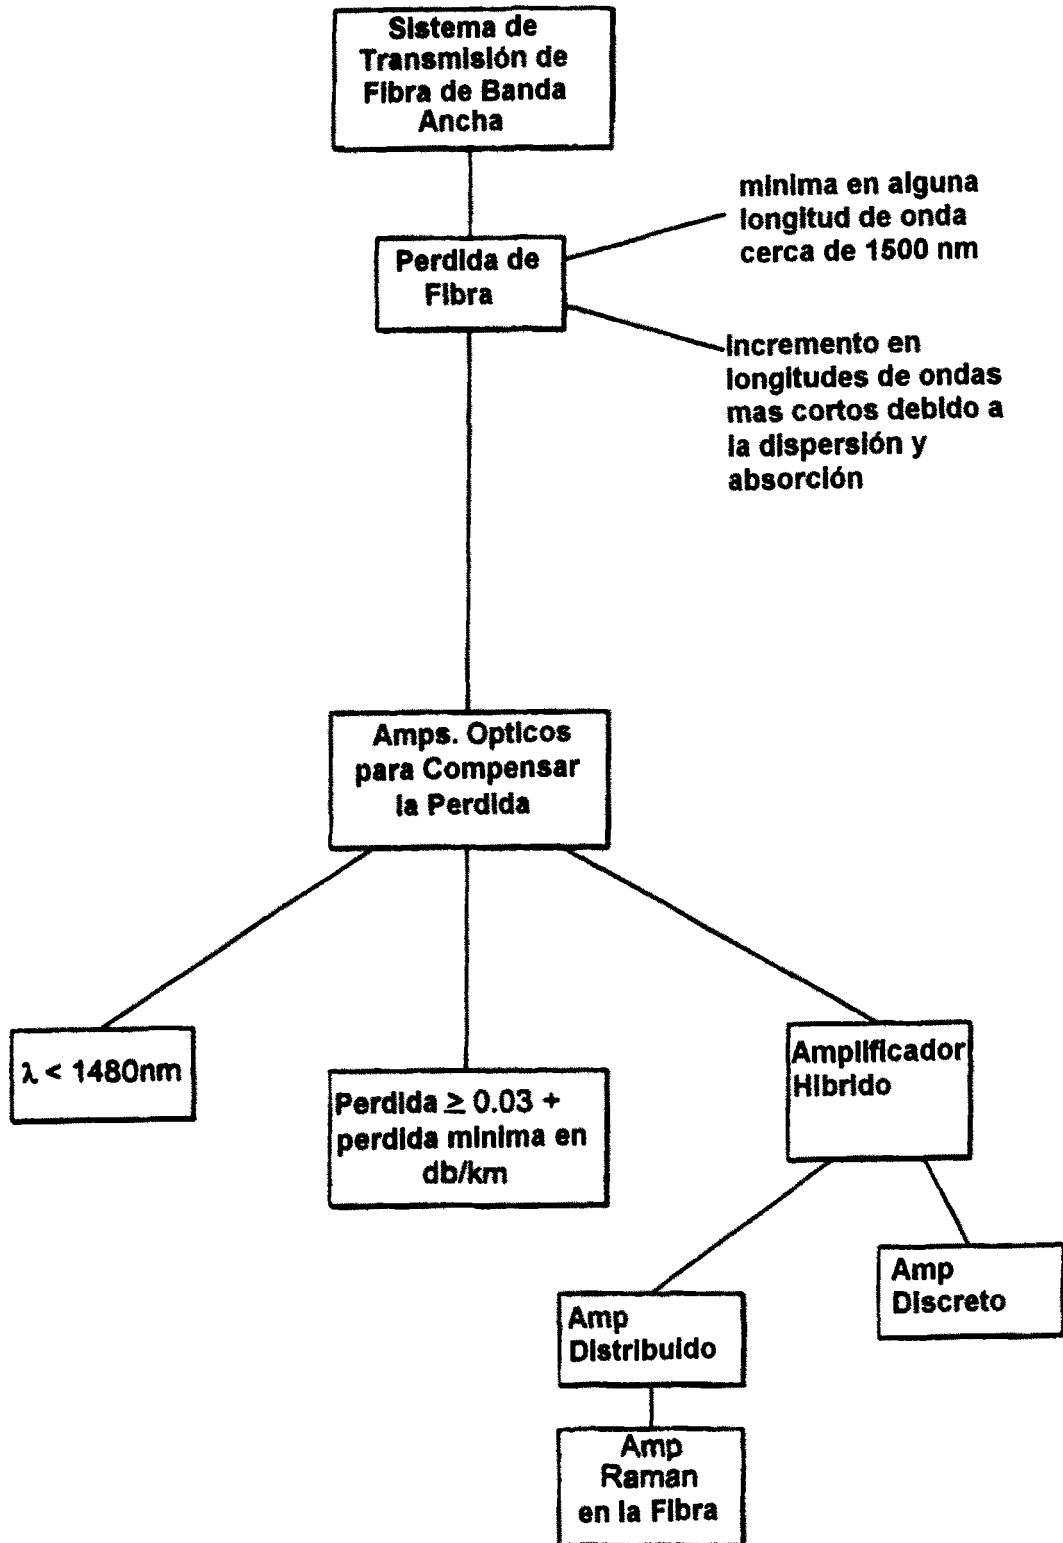 Sistema de
Transmisión de
Fibra de Banda
Ancha
minima en alguna
longitud de onda
cerca de 1500 nm
Perdida de
Fibra
incremento en
longitudes de ondas
mas cortos debido a
la dispersión y
absorción
Amps. Opticos
para Compensar
la Perdida
λ < 1480nm
Perdida ≥ 0.03 +
perdida minima en
db/km
Amplificador
Hibrido
Amp
Distribuido
Amp
Discreto
Amp
Raman
en la Fibra